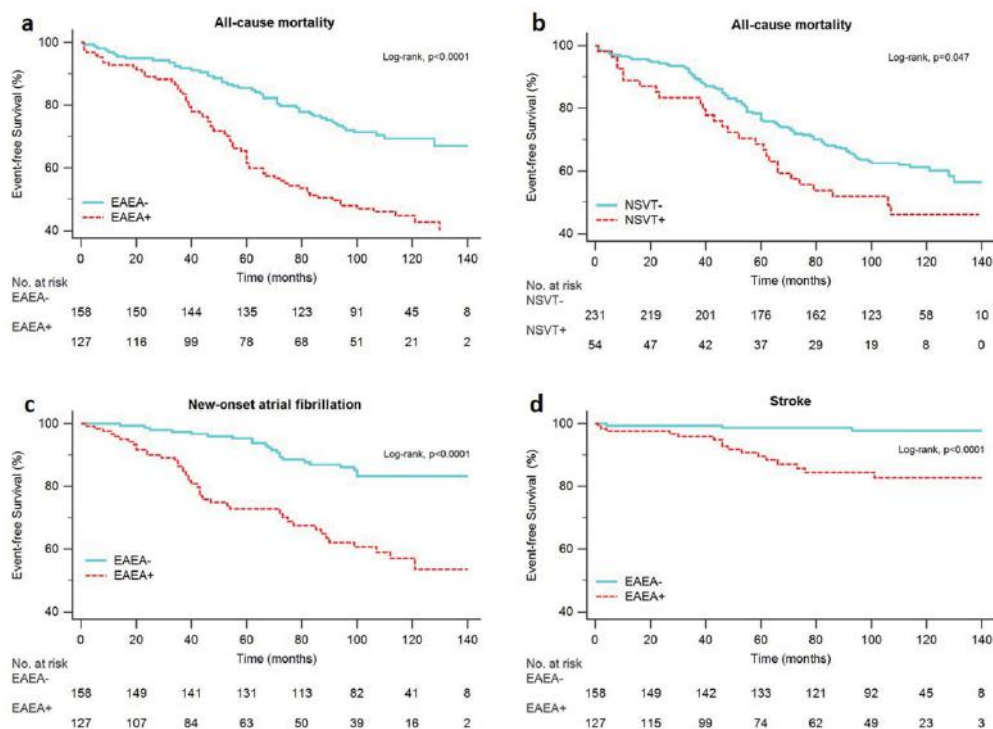 a
All-cause mortality
Log-rank, p<0.0001
Event-free Survival (%)
100
80
60
40
EAEA-
EAEA+
0 20 40 60 80 100 120 140
Time (months)
No. at risk
EAEA-
158 150 144 135 123 91 45 8
EAEA+
127 116 99 78 68 51 21 2
b
All-cause mortality
Log-rank, p=0.047
Event-free Survival (%)
100
80
60
40
NSVT-
NSVT+
0 20 40 60 80 100 120 140
Time (months)
No. at risk
NSVT-
231 219 201 176 162 123 58 10
NSVT+
54 47 42 37 29 19 8 0
c
New-onset atrial fibrillation
Log-rank, p<0.0001
Event-free Survival (%)
100
80
60
40
EAEA-
EAEA+
0 20 40 60 80 100 120 140
Time (months)
No. at risk
EAEA-
158 149 141 131 113 82 41 8
EAEA+
127 107 84 63 50 39 16 2
d
Stroke
Log-rank, p<0.0001
Event-free Survival (%)
100
80
60
40
EAEA-
EAEA+
0 20 40 60 80 100 120 140
Time (months)
No. at risk
EAEA-
158 149 142 133 121 92 45 8
EAEA+
127 115 99 74 62 49 23 3